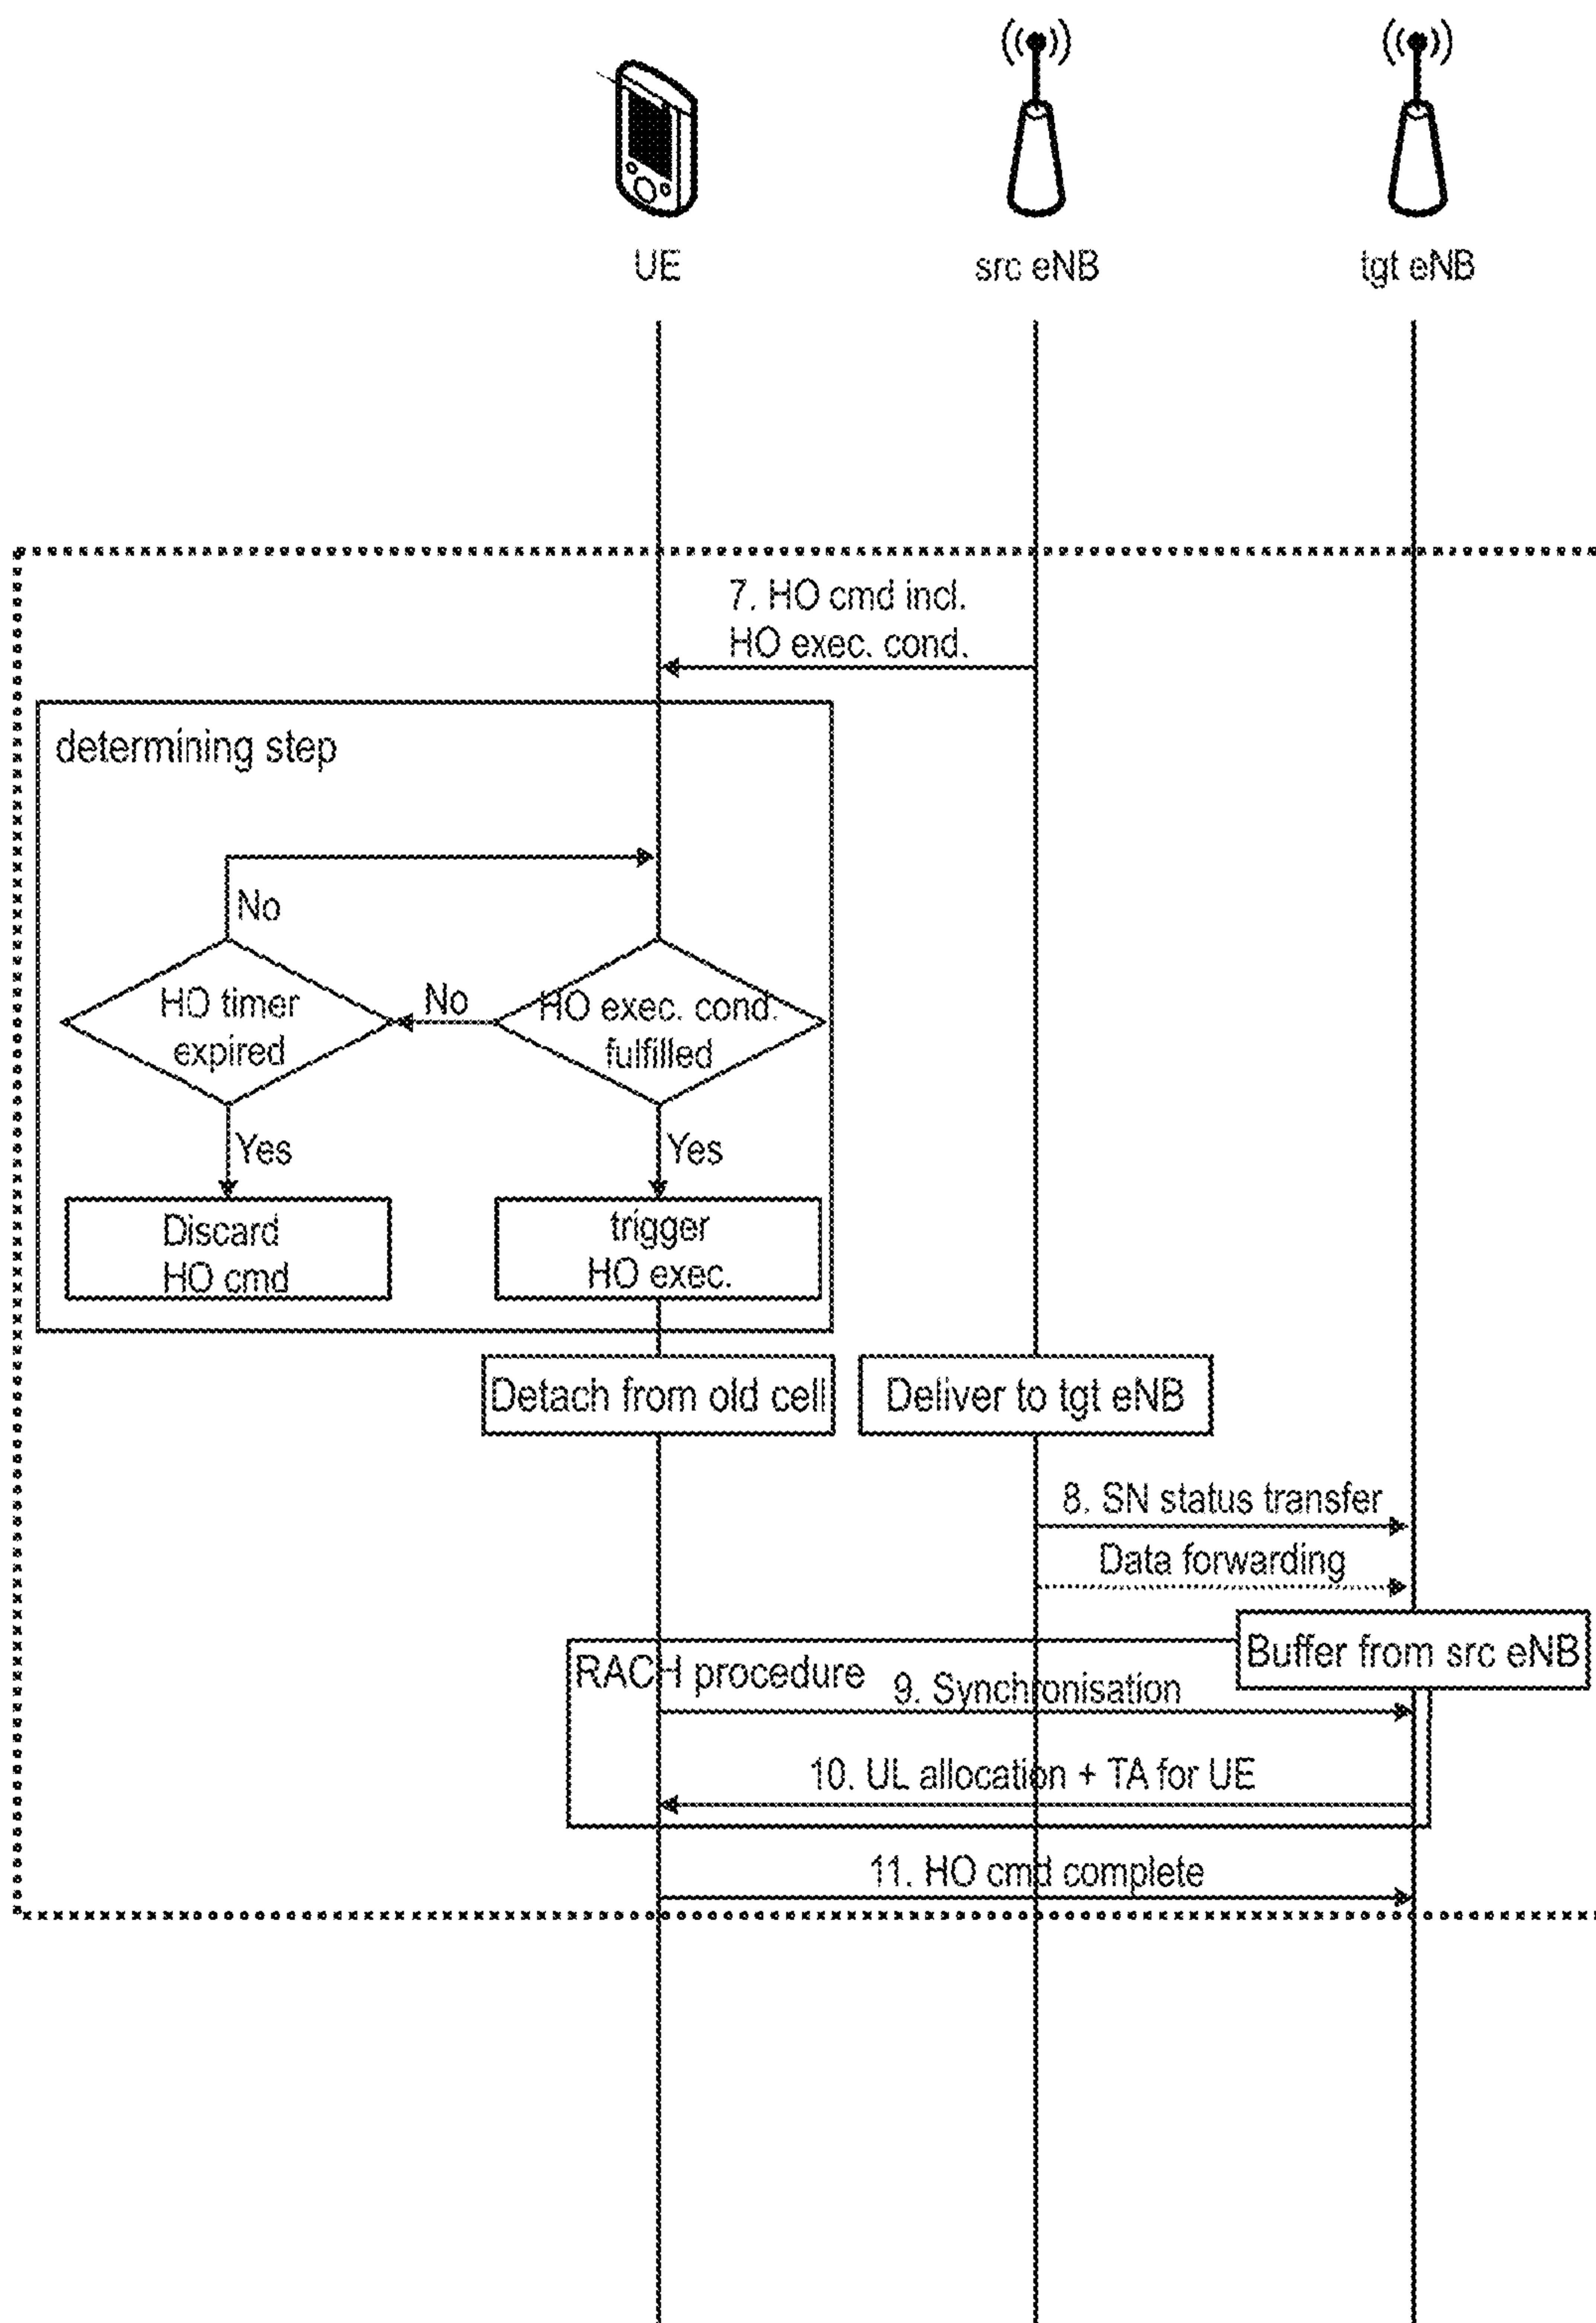 UE
src eNB
tgt eNB
7. HO cmd incl.
HO exec. cond.
determining step
No
HO timer
expired
No
HO exec. cond.
fulfilled
Yes
Yes
Discard
HO cmd
trigger
HO exec.
Detach from old cell
Deliver to tgt eNB
8. SN status transfer
Data forwarding
Buffer from src eNB
RACH procedure
9. Synchronisation
10. UL allocation + TA for UE
11. HO cmd complete